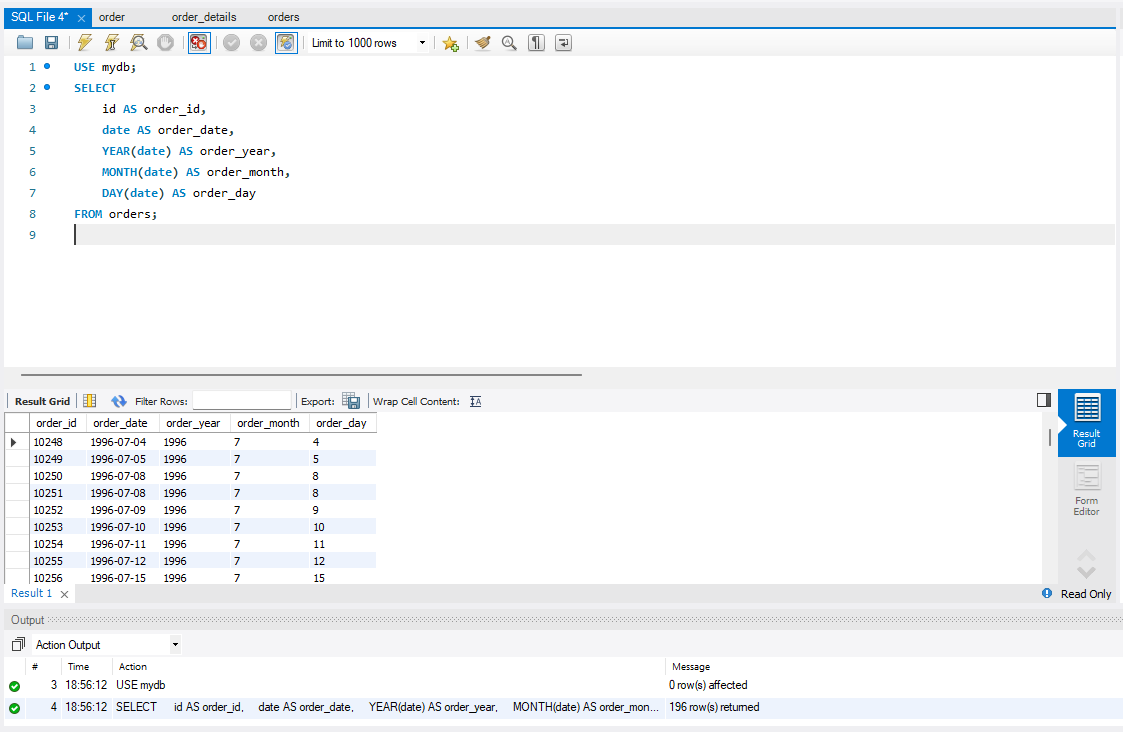 SQL File 4* order order_details orders
Limit to 1000 rows
1 USE mydb;
2 SELECT
3 id AS order_id,
4 date AS order_date,
5 YEAR(date) AS order_year,
6 MONTH(date) AS order_month,
7 DAY(date) AS order_day
8 FROM orders;
9
Result Grid Filter Rows: Export: Wrap Cell Content:
order_id order_date order_year order_month order_day
10248 1996-07-04 1996 7 4
10249 1996-07-05 1996 7 5
10250 1996-07-08 1996 7 8
10251 1996-07-08 1996 7 8
10252 1996-07-09 1996 7 9
10253 1996-07-10 1996 7 10
10254 1996-07-11 1996 7 11
10255 1996-07-12 1996 7 12
10256 1996-07-15 1996 7 15
Result
Grid
Form
Editor
Result 1 Read Only
Output
Action Output
# Time Action Message
3 18:56:12 USE mydb 0 row(s) affected
4 18:56:12 SELECT id AS order_id, date AS order_date, YEAR(date) AS order_year, MONTH(date) AS order_mon... 196 row(s) returned